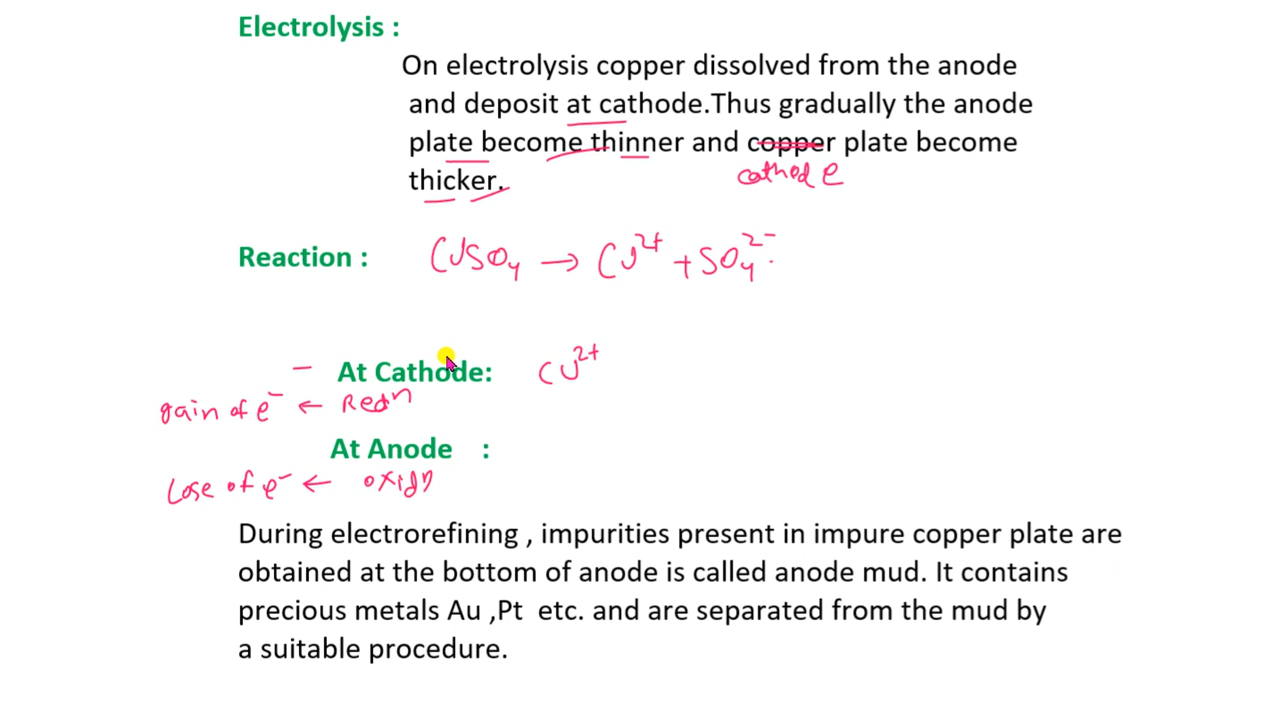 Electrolysis :
On electrolysis copper dissolved from the anode
and deposit at cathode.Thus gradually the anode
plate become thinner and copper plate become
thicker. cathode
Reaction : CuSO4 → Cu2+ + SO4 2-
- At Cathode: Cu2+
gain of e- ← Redn
At Anode :
Lose of e- ← oxidn
During electrorefining , impurities present in impure copper plate are
obtained at the bottom of anode is called anode mud. It contains
precious metals Au ,Pt etc. and are separated from the mud by
a suitable procedure.